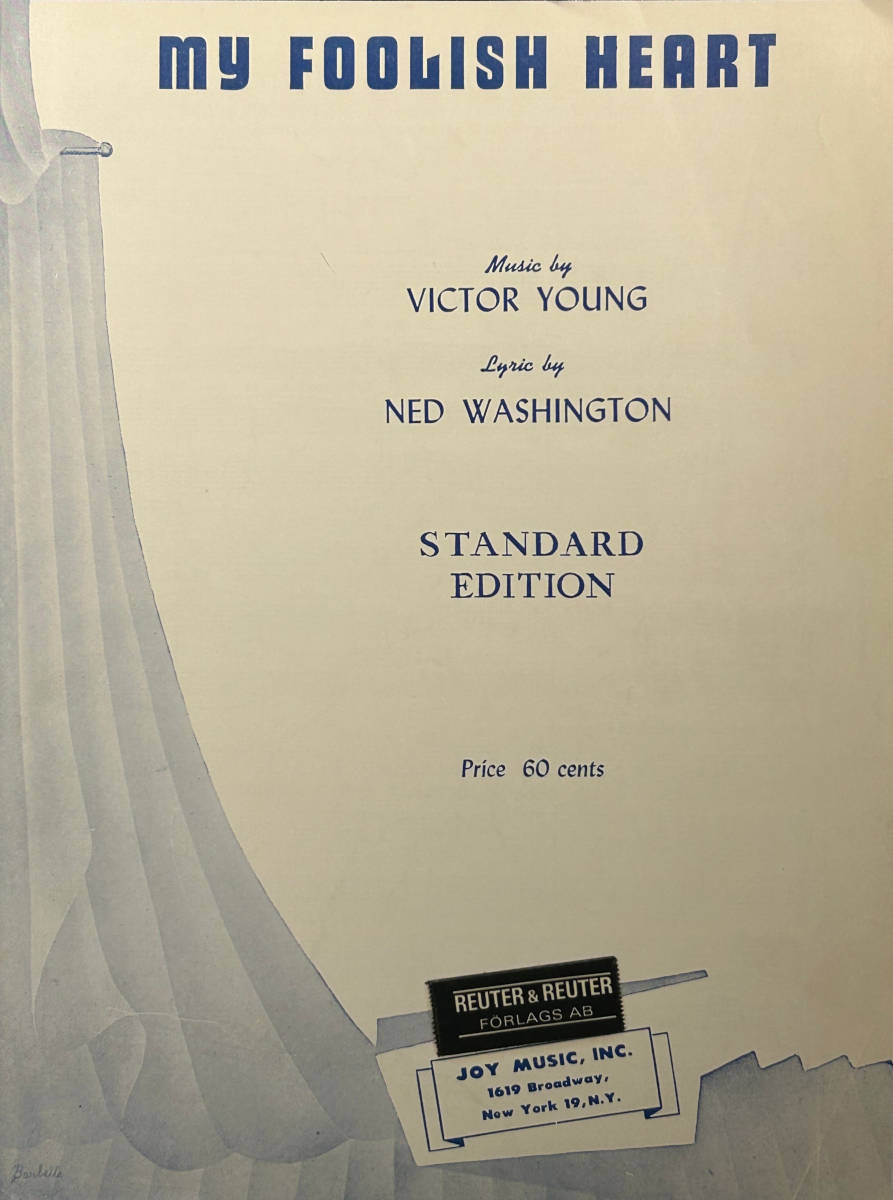 MY FOOLISH HEART
Music by
VICTOR YOUNG
Lyric by
NED WASHINGTON
STANDARD
EDITION
Price 60 cents
REUTER & REUTER
FÖRLAGS AB
JOY MUSIC, INC.
1619 Broadway,
New York 19, N.Y.